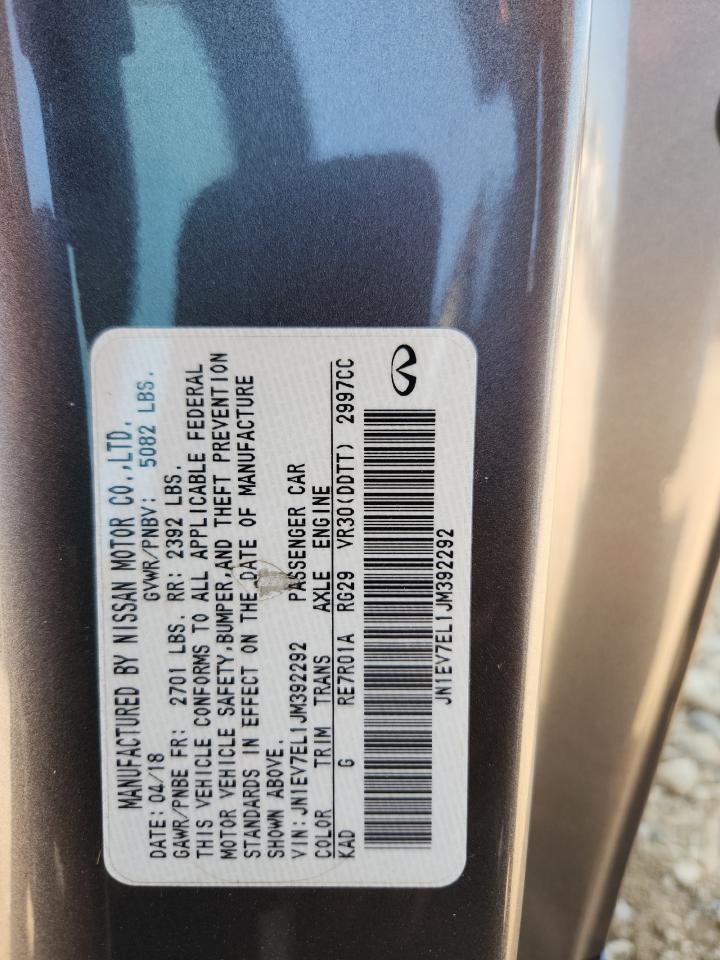 MANUFACTURED BY NISSAN MOTOR CO.,LTD.
DATE: 04/18 GVWR/PNBV: 5082 LBS.
GAWR/PNBE FR: 2701 LBS. RR: 2392 LBS.
THIS VEHICLE CONFORMS TO ALL APPLICABLE FEDERAL
MOTOR VEHICLE SAFETY,BUMPER,AND THEFT PREVENTION
STANDARDS IN EFFECT ON THE DATE OF MANUFACTURE
SHOWN ABOVE.
VIN: JN1EV7EL1JM392292 PASSENGER CAR
COLOR TRIM TRANS AXLE ENGINE
KAD G RE7R01A RG29 VR30(DDTT) 2997CC
JN1EV7EL1JM392292